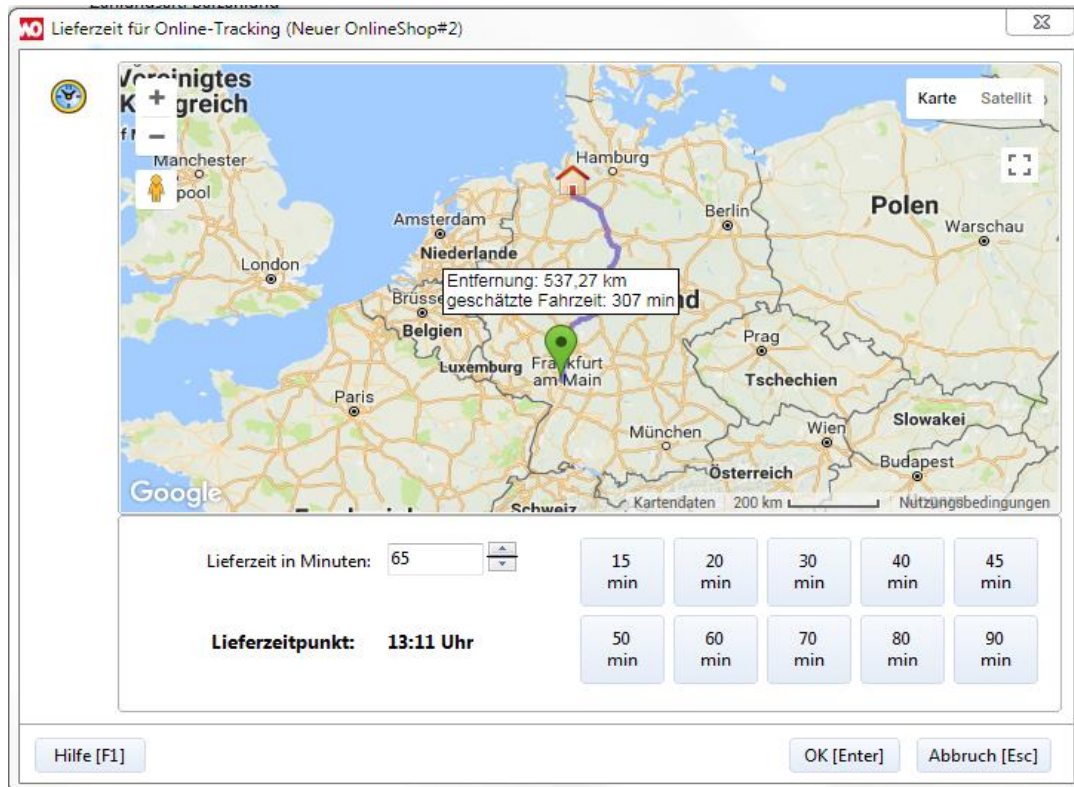 Lieferzeit für Online-Tracking (Neuer OnlineShop#2)
+
−
Karte Satellit
Manchester
Hamburg
Polen
Amsterdam
Berlin
Warschau
Niederlande
London
Entfernung: 537,27 km
geschätzte Fahrzeit: 307 min
Belgien
Prag
Luxemburg
Frankfurt
am Main
Tschechien
Paris
München
Wien
Slowakei
Österreich
Budapest
Google
Schweiz
Kartendaten 200 km Nutzungsbedingungen
Lieferzeit in Minuten: 65
15 min
20 min
30 min
40 min
45 min
Lieferzeitpunkt: 13:11 Uhr
50 min
60 min
70 min
80 min
90 min
Hilfe [F1]
OK [Enter]
Abbruch [Esc]